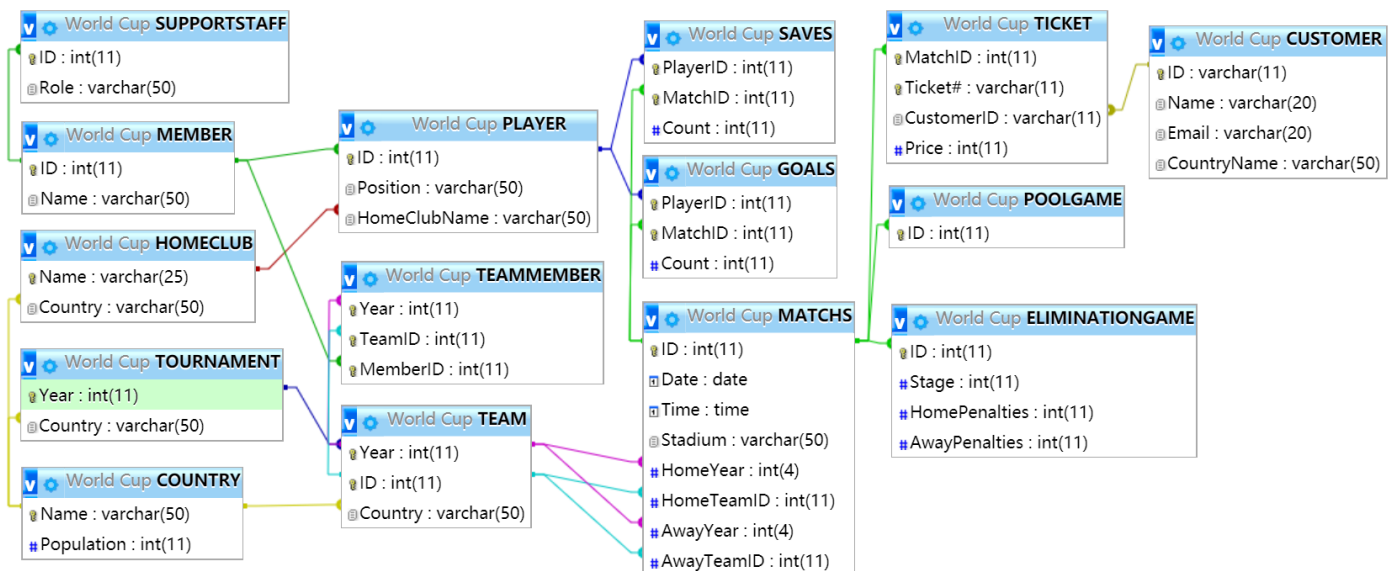 World Cup SUPPORTSTAFF
ID : int(11)
Role : varchar(50)
World Cup MEMBER
ID : int(11)
Name : varchar(50)
World Cup HOMECLUB
Name : varchar(25)
Country : varchar(50)
World Cup TOURNAMENT
Year : int(11)
Country : varchar(50)
World Cup COUNTRY
Name : varchar(50)
#Population : int(11)
World Cup PLAYER
ID : int(11)
Position : varchar(50)
HomeClubName : varchar(50)
World Cup TEAMMEMBER
Year : int(11)
TeamID : int(11)
MemberID : int(11)
World Cup TEAM
Year : int(11)
ID : int(11)
Country : varchar(50)
World Cup SAVES
PlayerID : int(11)
MatchID : int(11)
#Count : int(11)
World Cup GOALS
PlayerID : int(11)
MatchID : int(11)
#Count : int(11)
World Cup MATCHS
ID : int(11)
Date : date
Time : time
Stadium : varchar(50)
#HomeYear : int(4)
#HomeTeamID : int(11)
#AwayYear : int(4)
#AwayTeamID : int(11)
World Cup TICKET
MatchID : int(11)
Ticket# : varchar(11)
CustomerID : varchar(11)
#Price : int(11)
World Cup POOLGAME
ID : int(11)
World Cup ELIMINATIONGAME
ID : int(11)
#Stage : int(11)
#HomePenalties : int(11)
#AwayPenalties : int(11)
World Cup CUSTOMER
ID : varchar(11)
Name : varchar(20)
Email : varchar(20)
CountryName : varchar(50)